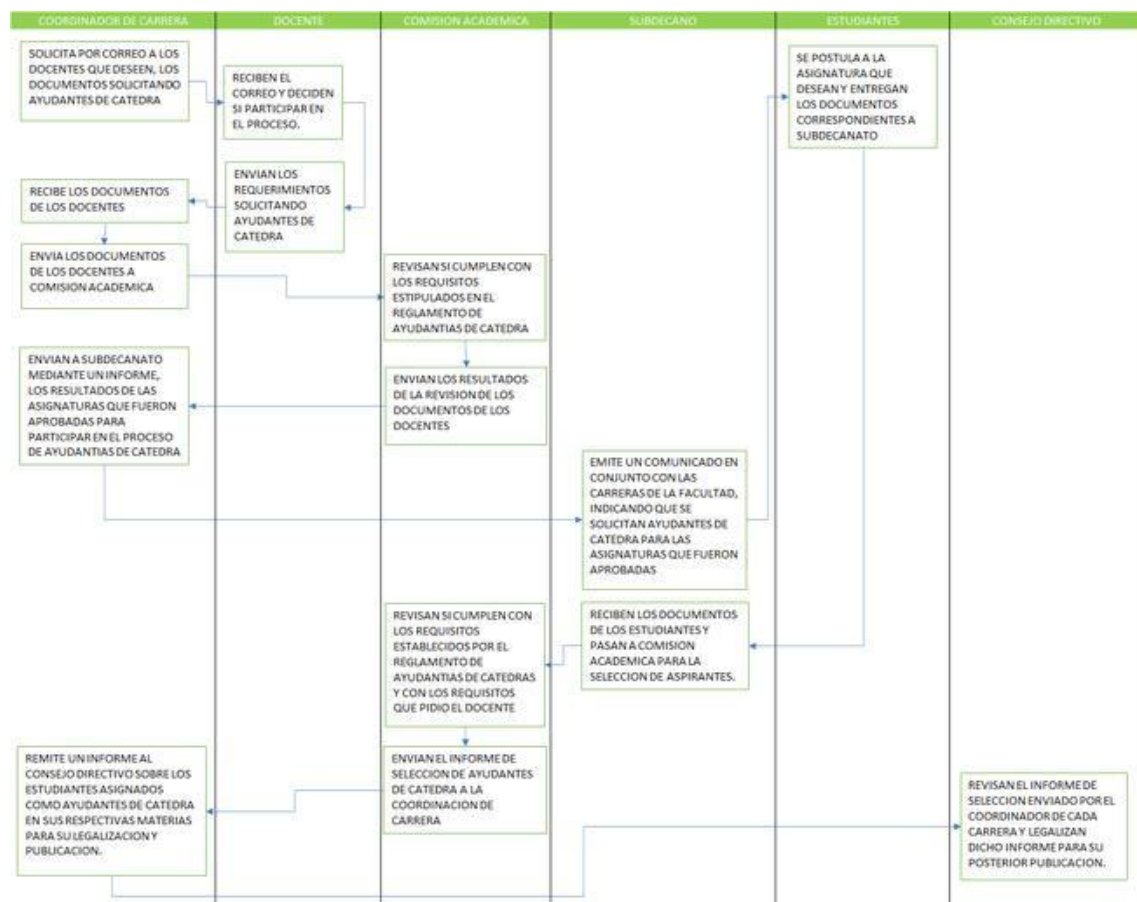 COORDINADOR DE CARRERA
DOCENTE
COMISION ACADEMICA
SUBDECANO
ESTUDIANTES
CONSEJO DIRECTIVO
SOLICITA POR CORREO A LOS
DOCENTES QUE DESEEN, LOS
DOCUMENTOS SOLICITANDO
AYUDANTES DE CATEDRA
RECIBEN EL
CORREO Y DECIDEN
SI PARTICIPAR EN
EL PROCESO.
SE POSTULA A LA
ASIGNATURA QUE
DESEAN Y ENTREGAN
LOS DOCUMENTOS
CORRESPONDIENTES A
SUBDECANATO
ENVIAN LOS
REQUERIMIENTOS
SOLICITANDO
AYUDANTES DE
CATEDRA
RECIBE LOS DOCUMENTOS
DE LOS DOCENTES
ENVIA LOS DOCUMENTOS
DE LOS DOCENTES A
COMISION ACADEMICA
REVISAN SI CUMPLEN CON
LOS REQUISITOS
ESTIPULADOS EN EL
REGLAMENTO DE
AYUDANTIAS DE CATEDRA
ENVIAN LOS RESULTADOS
DE LA REVISION DE LOS
DOCUMENTOS DE LOS
DOCENTES
ENVIAN A SUBDECANATO
MEDIANTE UN INFORME,
LOS RESULTADOS DE LAS
ASIGNATURAS QUE FUERON
APROBADAS PARA
PARTICIPAR EN EL PROCESO
DE AYUDANTIAS DE CATEDRA
EMITE UN COMUNICADO EN
CONJUNTO CON LAS
CARRERAS DE LA FACULTAD,
INDICANDO QUE SE
SOLICITAN AYUDANTES DE
CATEDRA PARA LAS
ASIGNATURAS QUE FUERON
APROBADAS
RECIBEN LOS DOCUMENTOS
DE LOS ESTUDIANTES Y
PASAN A COMISION
ACADEMICA PARA LA
SELECCION DE ASPIRANTES.
REVISAN SI CUMPLEN CON
LOS REQUISITOS
ESTABLECIDOS POR EL
REGLAMENTO DE
AYUDANTIAS DE CATEDRAS
Y CON LOS REQUISITOS
QUE PIDIO EL DOCENTE
ENVIAN EL INFORME DE
SELECCION DE AYUDANTES
DE CATEDRA A LA
COORDINACION DE
CARRERA
REMITE UN INFORME AL
CONSEJO DIRECTIVO SOBRE LOS
ESTUDIANTES ASIGNADOS
COMO AYUDANTES DE CATEDRA
EN SUS RESPECTIVAS MATERIAS
PARA SU LEGALIZACION Y
PUBLICACION.
REVISAN EL INFORME DE
SELECCION ENVIADO POR EL
COORDINADOR DE CADA
CARRERA Y LEGALIZAN
DICHO INFORME PARA SU
POSTERIOR PUBLICACION.